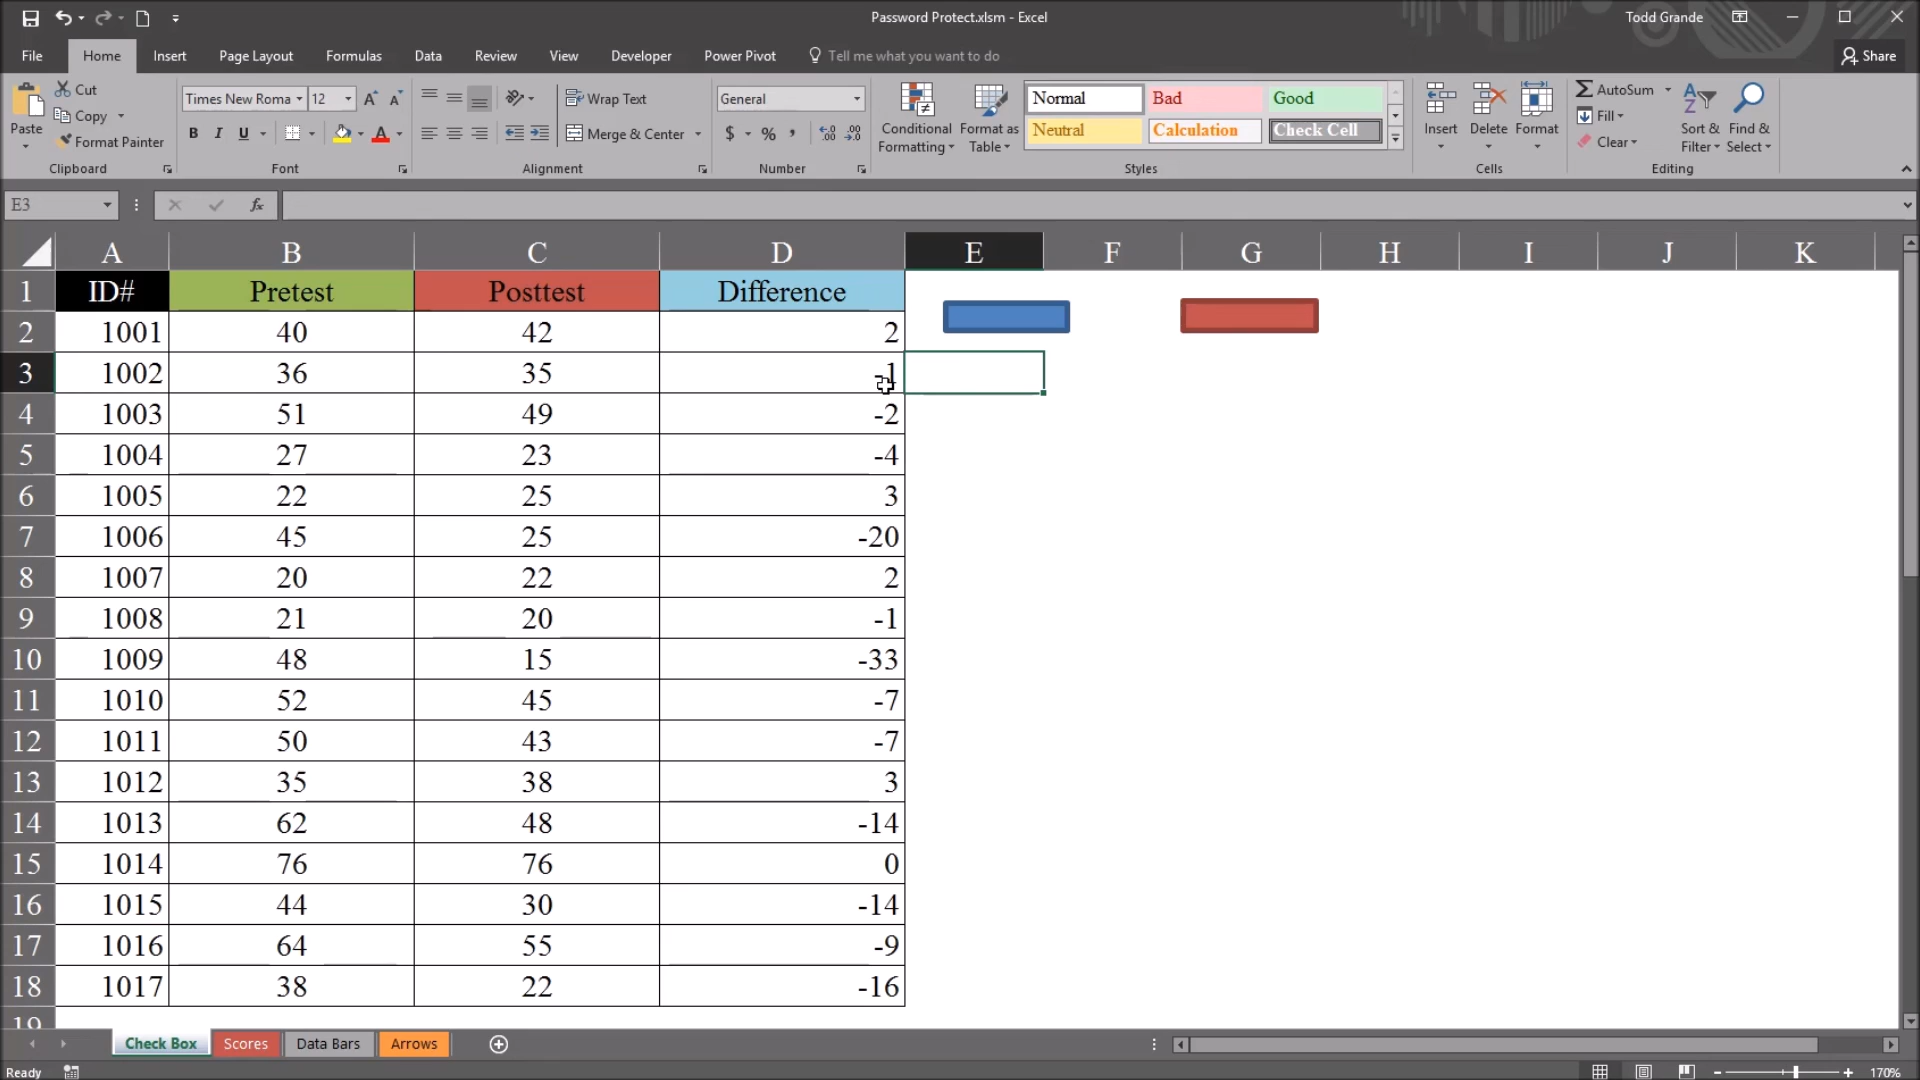 Password Protect.xlsm - Excel
Todd Grande
File Home Insert Page Layout Formulas Data Review View Developer Power Pivot Tell me what you want to do
Share
Paste
Cut
Copy
Format Painter
Clipboard
Times New Roma 12
B I U
Font
Wrap Text
Merge & Center
Alignment
General
$ % ,
Number
Conditional Formatting
Format as Table
Normal Bad Good
Neutral Calculation Check Cell
Styles
Insert Delete Format
Cells
AutoSum
Fill
Clear
Sort & Filter
Find & Select
Editing
E3 fx
A B C D E F G H I J K
1 ID# Pretest Posttest Difference
2 1001 40 42 2
3 1002 36 35 -1
4 1003 51 49 -2
5 1004 27 23 -4
6 1005 22 25 3
7 1006 45 25 -20
8 1007 20 22 2
9 1008 21 20 -1
10 1009 48 15 -33
11 1010 52 45 -7
12 1011 50 43 -7
13 1012 35 38 3
14 1013 62 48 -14
15 1014 76 76 0
16 1015 44 30 -14
17 1016 64 55 -9
18 1017 38 22 -16
19
Check Box Scores Data Bars Arrows
Ready
170%